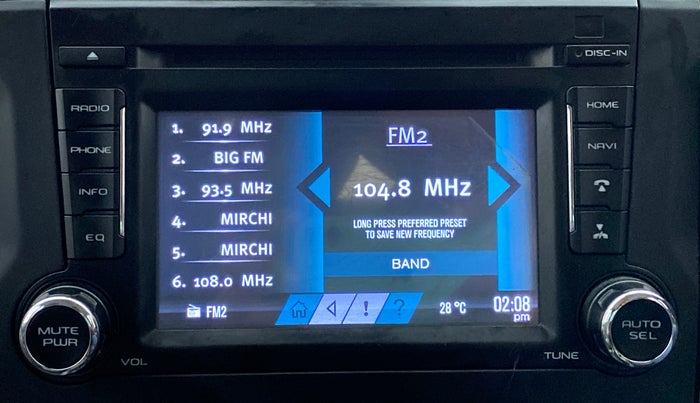 DISC-IN
RADIO
PHONE
INFO
EQ
MUTE
PWR
VOL
1. 91.9 MHz
2. BIG FM
3. 93.5 MHz
4. MIRCHI
5. MIRCHI
6. 108.0 MHz
FM2
FM2
104.8 MHz
LONG PRESS PREFERRED PRESET
TO SAVE NEW FREQUENCY
BAND
! ?
28 °C
02:08
pm
HOME
NAVI
AUTO
SEL
TUNE